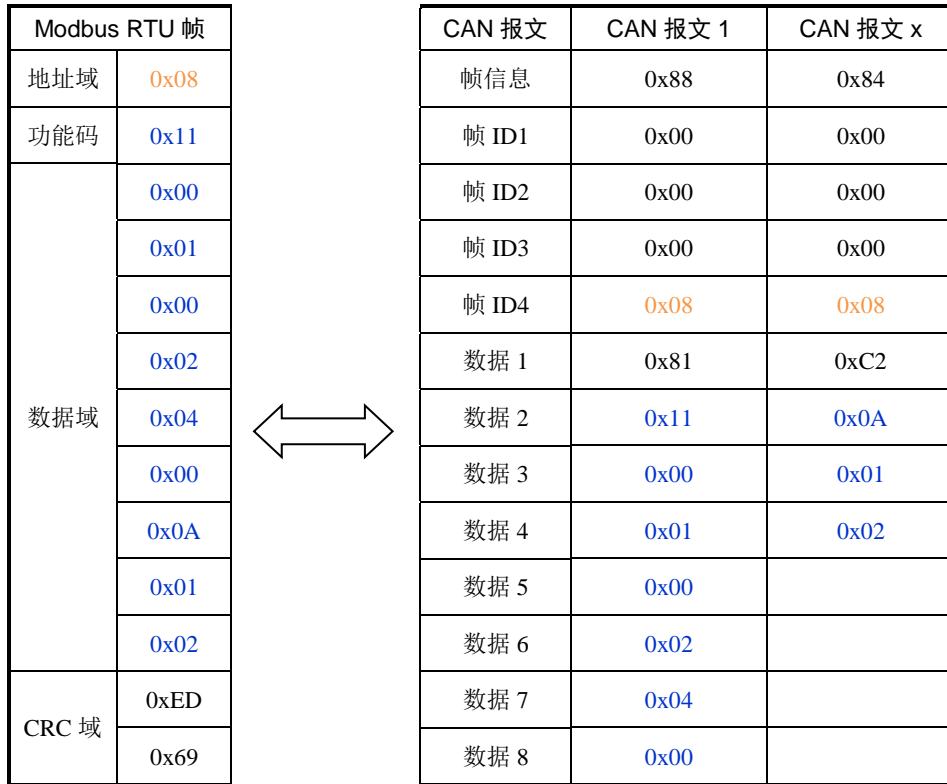 Modbus RTU 帧
地址域 0x08
功能码 0x11
数据域
0x00
0x01
0x00
0x02
0x04
0x00
0x0A
0x01
0x02
CRC 域
0xED
0x69
CAN 报文 CAN 报文 1 CAN 报文 x
帧信息 0x88 0x84
帧 ID1 0x00 0x00
帧 ID2 0x00 0x00
帧 ID3 0x00 0x00
帧 ID4 0x08 0x08
数据 1 0x81 0xC2
数据 2 0x11 0x0A
数据 3 0x00 0x01
数据 4 0x01 0x02
数据 5 0x00
数据 6 0x02
数据 7 0x04
数据 8 0x00